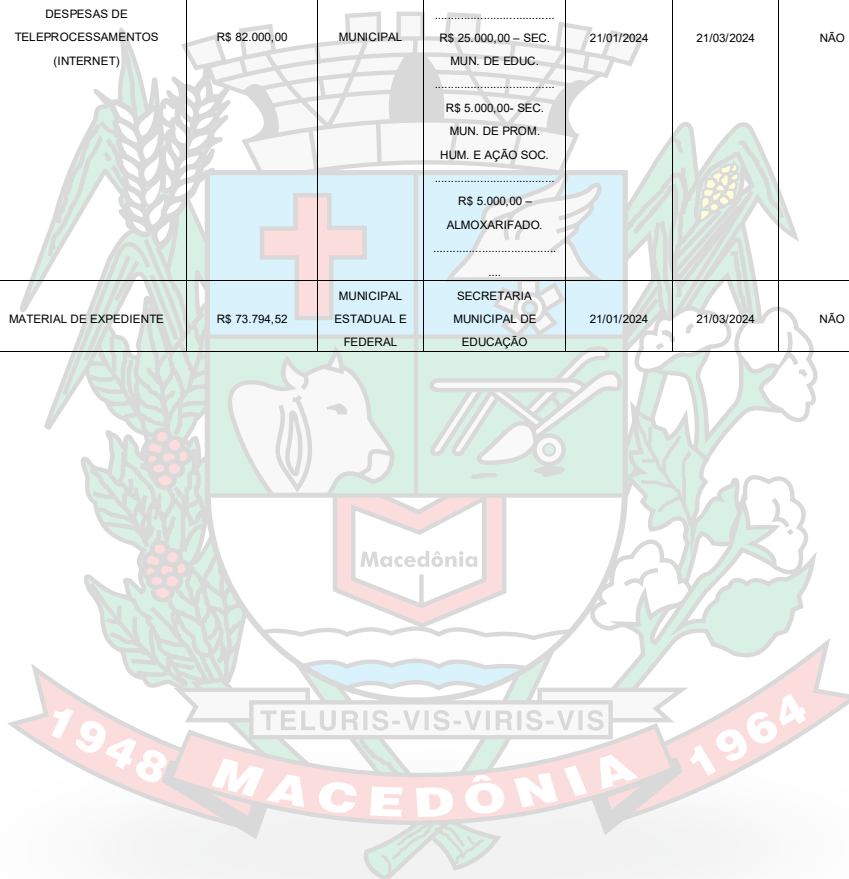 DESPESAS DE
TELEPROCESSAMENTOS
(INTERNET)
R$ 82.000,00
MUNICIPAL
.....................................
R$ 25.000,00 – SEC.
MUN. DE EDUC.
.....................................
R$ 5.000,00- SEC.
MUN. DE PROM.
HUM. E AÇÃO SOC.
.....................................
R$ 5.000,00 –
ALMOXARIFADO.
......................................
....
21/01/2024
21/03/2024
NÃO
MATERIAL DE EXPEDIENTE
R$ 73.794,52
MUNICIPAL
ESTADUAL E
FEDERAL
SECRETARIA
MUNICIPAL DE
EDUCAÇÃO
21/01/2024
21/03/2024
NÃO
Macedônia
TELURIS-VIS-VIRIS-VIS
1948
MACEDÔNIA
1964